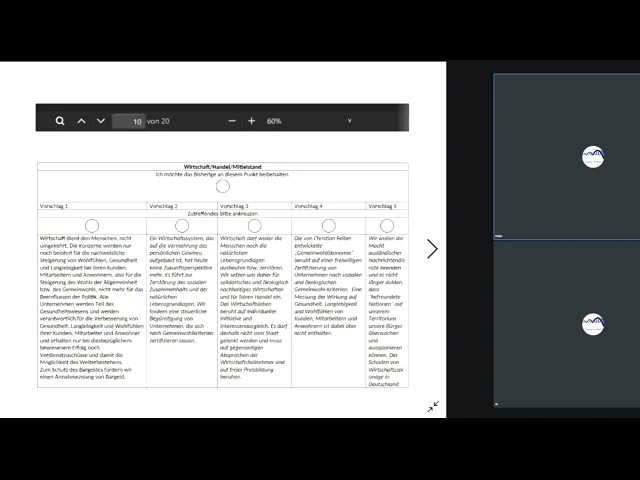 10 von 20
60%
Wirtschaft/Handel/Mittelstand
Ich möchte das Bisherige an diesem Punkt beibehalten.
Vorschlag 1
Vorschlag 2
Vorschlag 3
Vorschlag 4
Vorschlag 5
Zutreffendes bitte ankreuzen
Wirtschaft dient den Menschen, nicht
umgekehrt. Die Konzerne werden nur
noch belohnt für die nachweisliche
Steigerung von Wohlfühlen, Gesundheit
und Langlebigkeit bei ihren Kunden,
Mitarbeitern und Anwohnern, also für die
Steigerung des Wohls der Allgemeinheit
bzw. des Gemeinwohls, nicht mehr für das
Beeinflussen der Politik. Alle
Unternehmen werden Teil des
Gesundheitswesens und werden
verantwortlich für die Verbesserung von
Gesundheit, Langlebigkeit und Wohlfühlen
ihrer Kunden, Mitarbeiter und Anwohner
und erhalten nur bei diesbezüglichem
bewiesenem Erfolg noch
Verdienstzuschüsse und damit die
Möglichkeit des Weiterbestehens.
Zum Schutz des Bargeldes fordern wir
einen Annahmezwang von Bargeld.
Ein Wirtschaftssystem, das
auf die Vermehrung des
persönlichen Gewinns
aufgebaut ist, hat heute
keine Zukunftsperspektive
mehr. Es führt zur
Zerstörung des sozialen
Zusammenhalts und der
natürlichen
Lebensgrundlagen. Wir
fordern eine steuerliche
Begünstigung von
Unternehmen, die sich
nach Gemeinwohlkriterien
zertifizieren lassen.
Wirtschaft darf weder die
Menschen noch die
natürlichen
Lebensgrundlagen
ausbeuten bzw. zerstören.
Wir setzen uns daher für
solidarisches und ökologisch
nachhaltiges Wirtschaften
und für fairen Handel ein.
Das Wirtschaftsleben
beruht auf individueller
Initiative und
Interessenausgleich. Es darf
deshalb nicht vom Staat
gelenkt werden und muss
auf gegenseitigen
Absprachen der
Wirtschaftsteilnehmer und
auf freier Preisbildung
beruhen.
Die von Christian Felber
entwickelte
„Gemeinwohlökonomie"
beruht auf einer freiwilligen
Zertifizierung von
Unternehmen nach sozialen
und ökologischen
Gemeinwohl Kriterien. Eine
Messung der Wirkung auf
Gesundheit, Langlebigkeit
und Wohlfühlen von
Kunden, Mitarbeitern und
Anwohnern ist dabei aber
nicht enthalten.
Wir wollen die
Macht
ausländischer
Nachrichtendie
nste beenden
und es nicht
länger dulden,
dass
"befreundete
Nationen" auf
unserem
Territorium
unsere Bürger
überwachen
und
ausspionieren
können. Der
Schaden von
Wirtschaftsspi
onage in
Deutschland